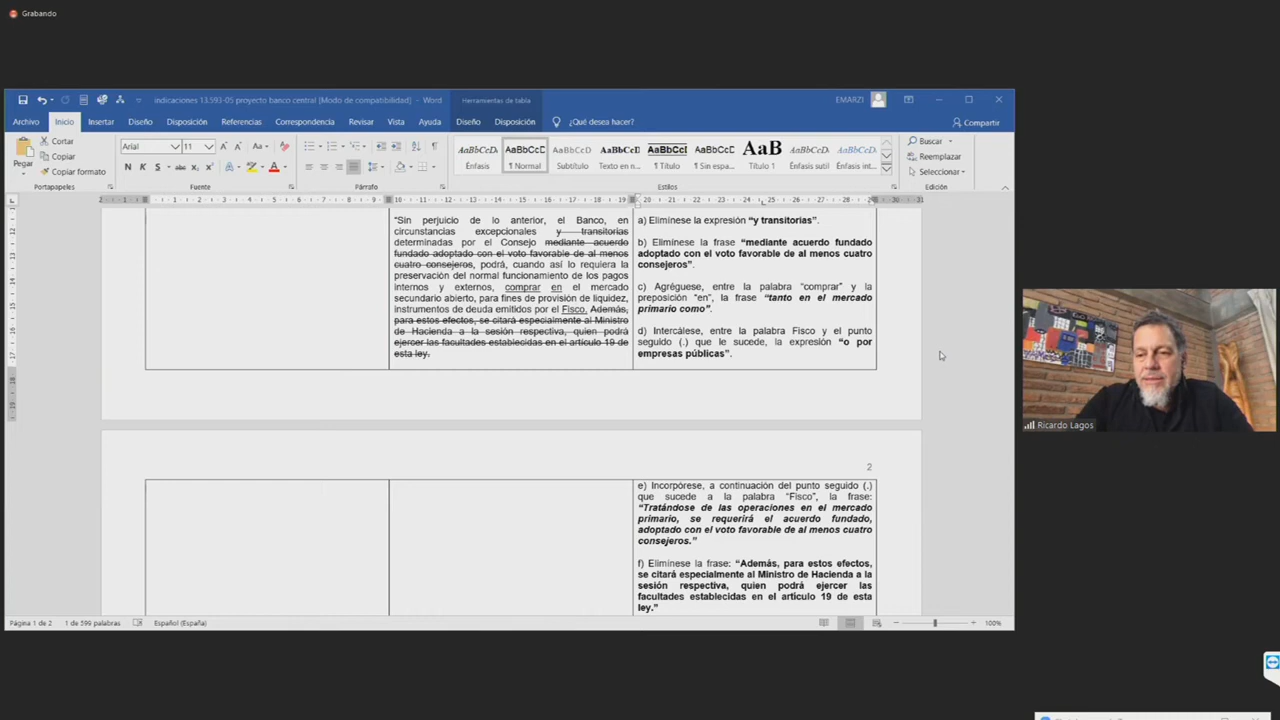 Grabando
indicaciones 13.593-05 proyecto banco central [Modo de compatibilidad] - Word
Herramientas de tabla
EMARZI
Archivo Inicio Insertar Diseño Disposición Referencias Correspondencia Revisar Vista Ayuda Diseño Disposición ¿Qué desea hacer? Compartir
Pegar
Cortar
Copiar
Copiar formato
Portapapeles
Arial 11
N K S abc
Fuente
Párrafo
AaBbCcD. Énfasis
AaBbCcC ¶ Normal
AaBbCcD Subtítulo
AaBbCcD Texto en n...
AaBbCcI ¶ Título
AaBbCcD ¶ Sin espa...
AaB Título 1
AaBbCcD. Énfasis sutil
AaBbCcD. Énfasis int...
Estilos
Buscar
Reemplazar
Seleccionar
Edición
“Sin perjuicio de lo anterior, el Banco, en
circunstancias excepcionales y transitorias
determinadas por el Consejo mediante acuerdo
fundado adoptado con el voto favorable de al menos
cuatro consejeros, podrá, cuando así lo requiera la
preservación del normal funcionamiento de los pagos
internos y externos, comprar en el mercado
secundario abierto, para fines de provisión de liquidez,
instrumentos de deuda emitidos por el Fisco. Además,
para estos efectos, se citará especialmente al Ministro
de Hacienda a la sesión respectiva, quien podrá
ejercer las facultades establecidas en el artículo 19 de
esta ley.
a) Elimínese la expresión “y transitorias”.
b) Elimínese la frase “mediante acuerdo fundado
adoptado con el voto favorable de al menos cuatro
consejeros”.
c) Agréguese, entre la palabra “comprar” y la
preposición “en”, la frase “tanto en el mercado
primario como”.
d) Intercálese, entre la palabra Fisco y el punto
seguido (.) que le sucede, la expresión “o por
empresas públicas”.
2
e) Incorpórese, a continuación del punto seguido (.)
que sucede a la palabra “Fisco”, la frase:
“Tratándose de las operaciones en el mercado
primario, se requerirá el acuerdo fundado,
adoptado con el voto favorable de al menos cuatro
consejeros.”
f) Elimínese la frase: “Además, para estos efectos,
se citará especialmente al Ministro de Hacienda a la
sesión respectiva, quien podrá ejercer las
facultades establecidas en el artículo 19 de esta
ley.”
Ricardo Lagos
Página 1 de 2 1 de 599 palabras Español (España) 100%